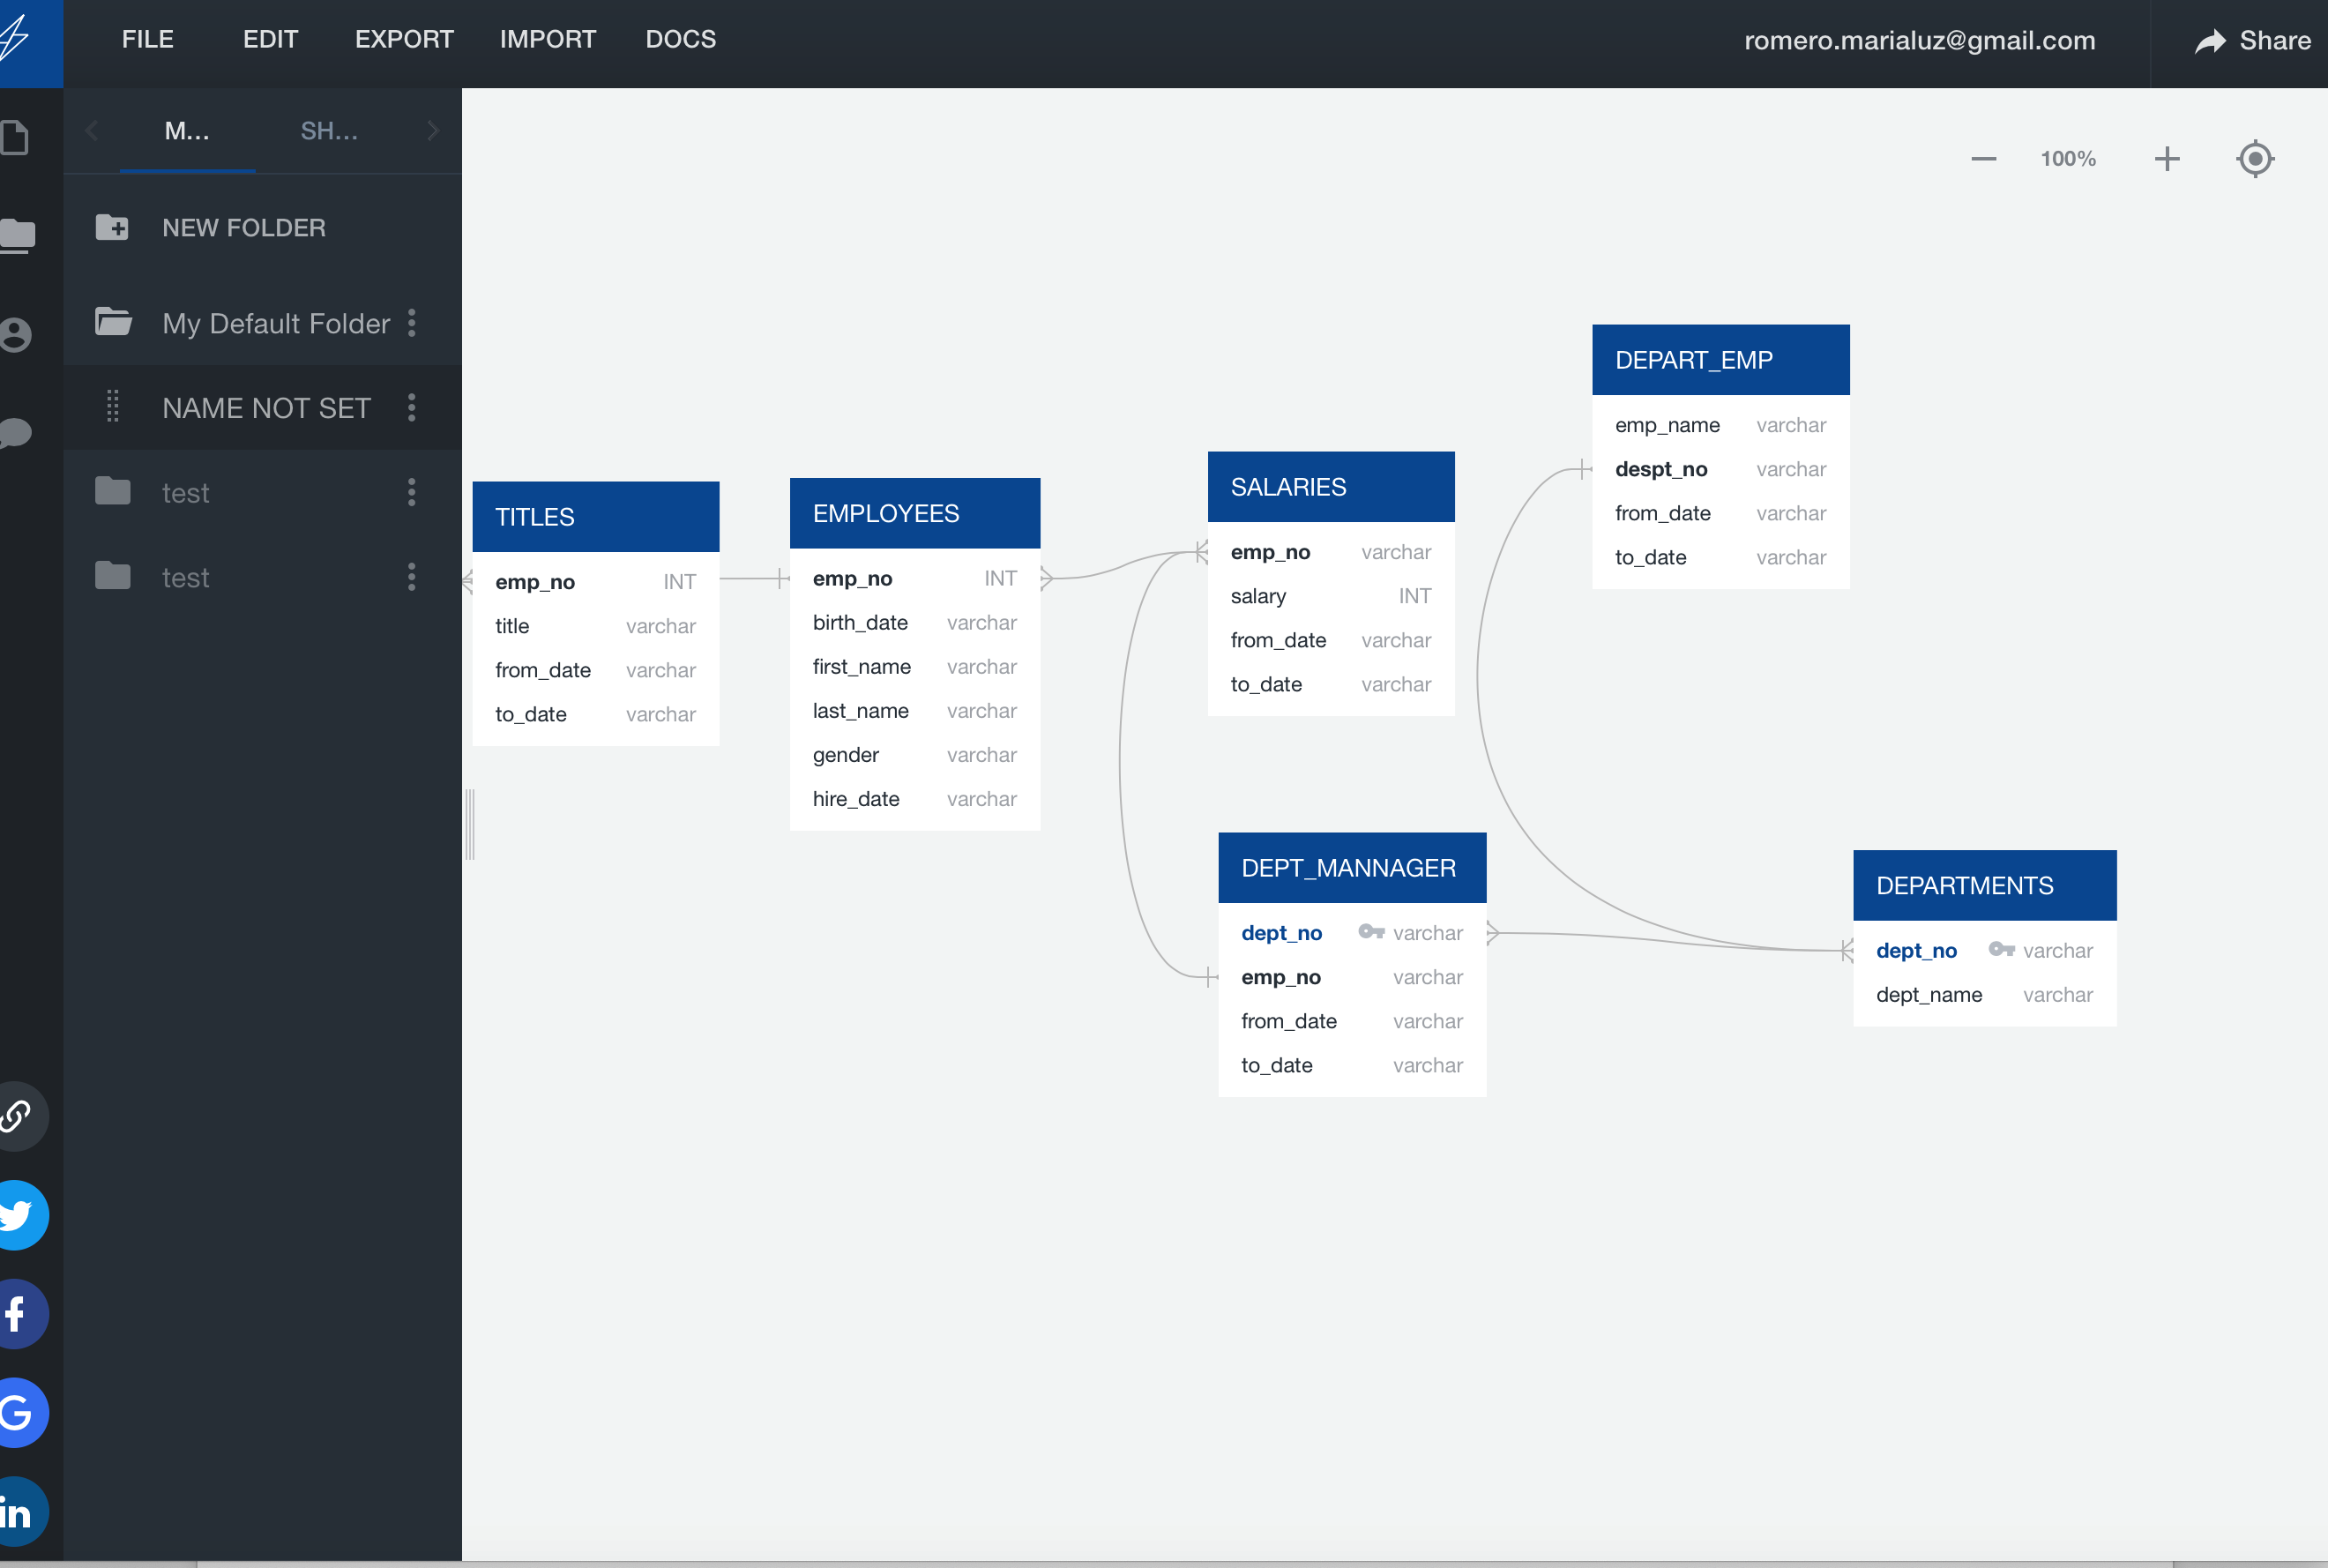 FILE EDIT EXPORT IMPORT DOCS romero.marialuz@gmail.com Share
M... SH...
100%
NEW FOLDER
My Default Folder
NAME NOT SET
test
test
TITLES
emp_no INT
title varchar
from_date varchar
to_date varchar
EMPLOYEES
emp_no INT
birth_date varchar
first_name varchar
last_name varchar
gender varchar
hire_date varchar
SALARIES
emp_no varchar
salary INT
from_date varchar
to_date varchar
DEPART_EMP
emp_name varchar
despt_no varchar
from_date varchar
to_date varchar
DEPT_MANNAGER
dept_no varchar
emp_no varchar
from_date varchar
to_date varchar
DEPARTMENTS
dept_no varchar
dept_name varchar
f
G
in